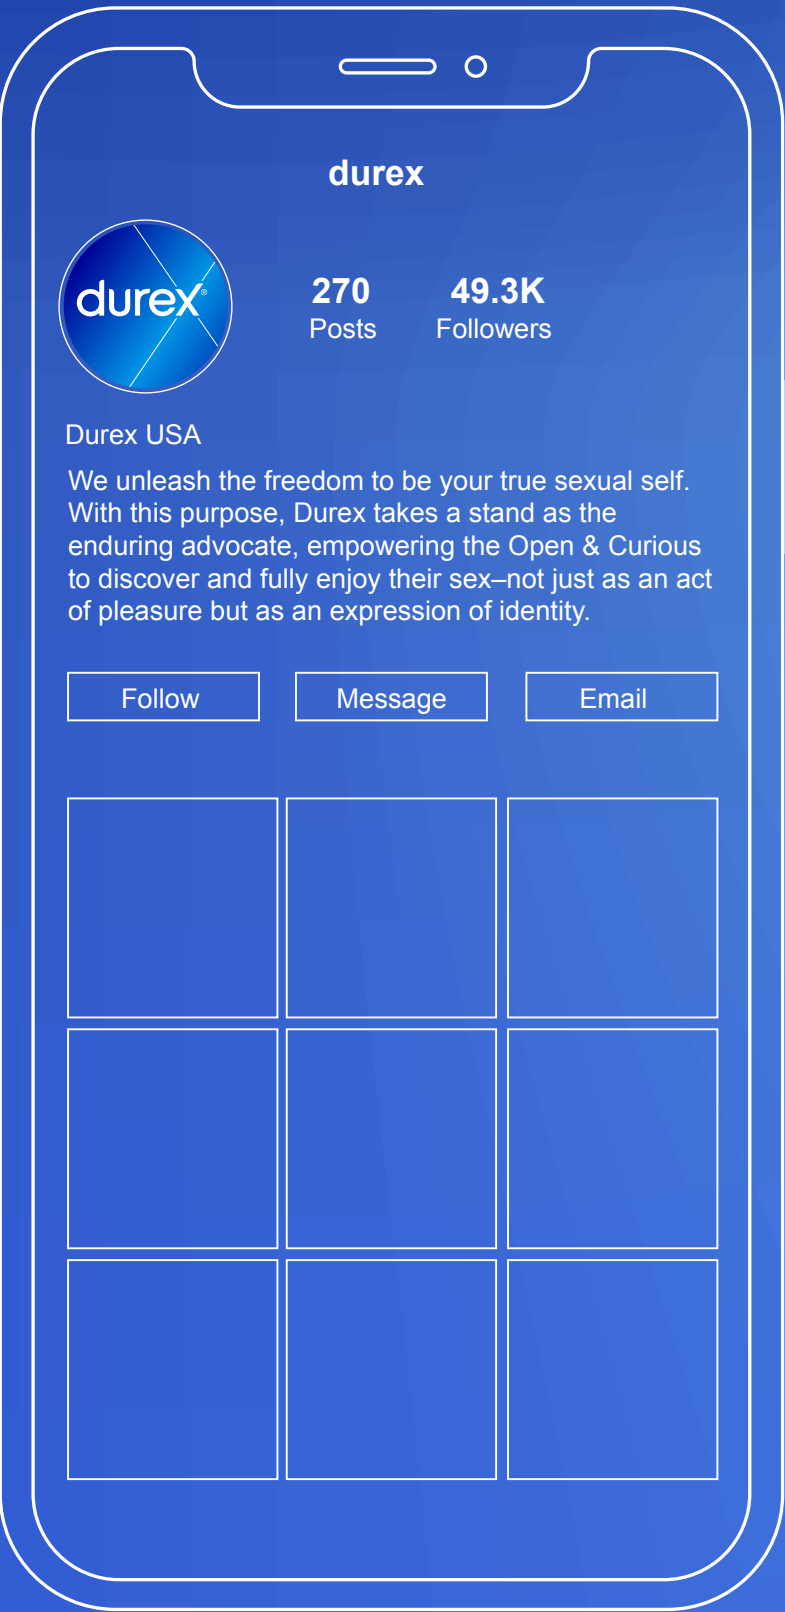 durex
durex®
270
49.3K
Posts
Followers
Durex USA
We unleash the freedom to be your true sexual self.
With this purpose, Durex takes a stand as the
enduring advocate, empowering the Open & Curious
to discover and fully enjoy their sex–not just as an act
of pleasure but as an expression of identity.
Follow
Message
Email